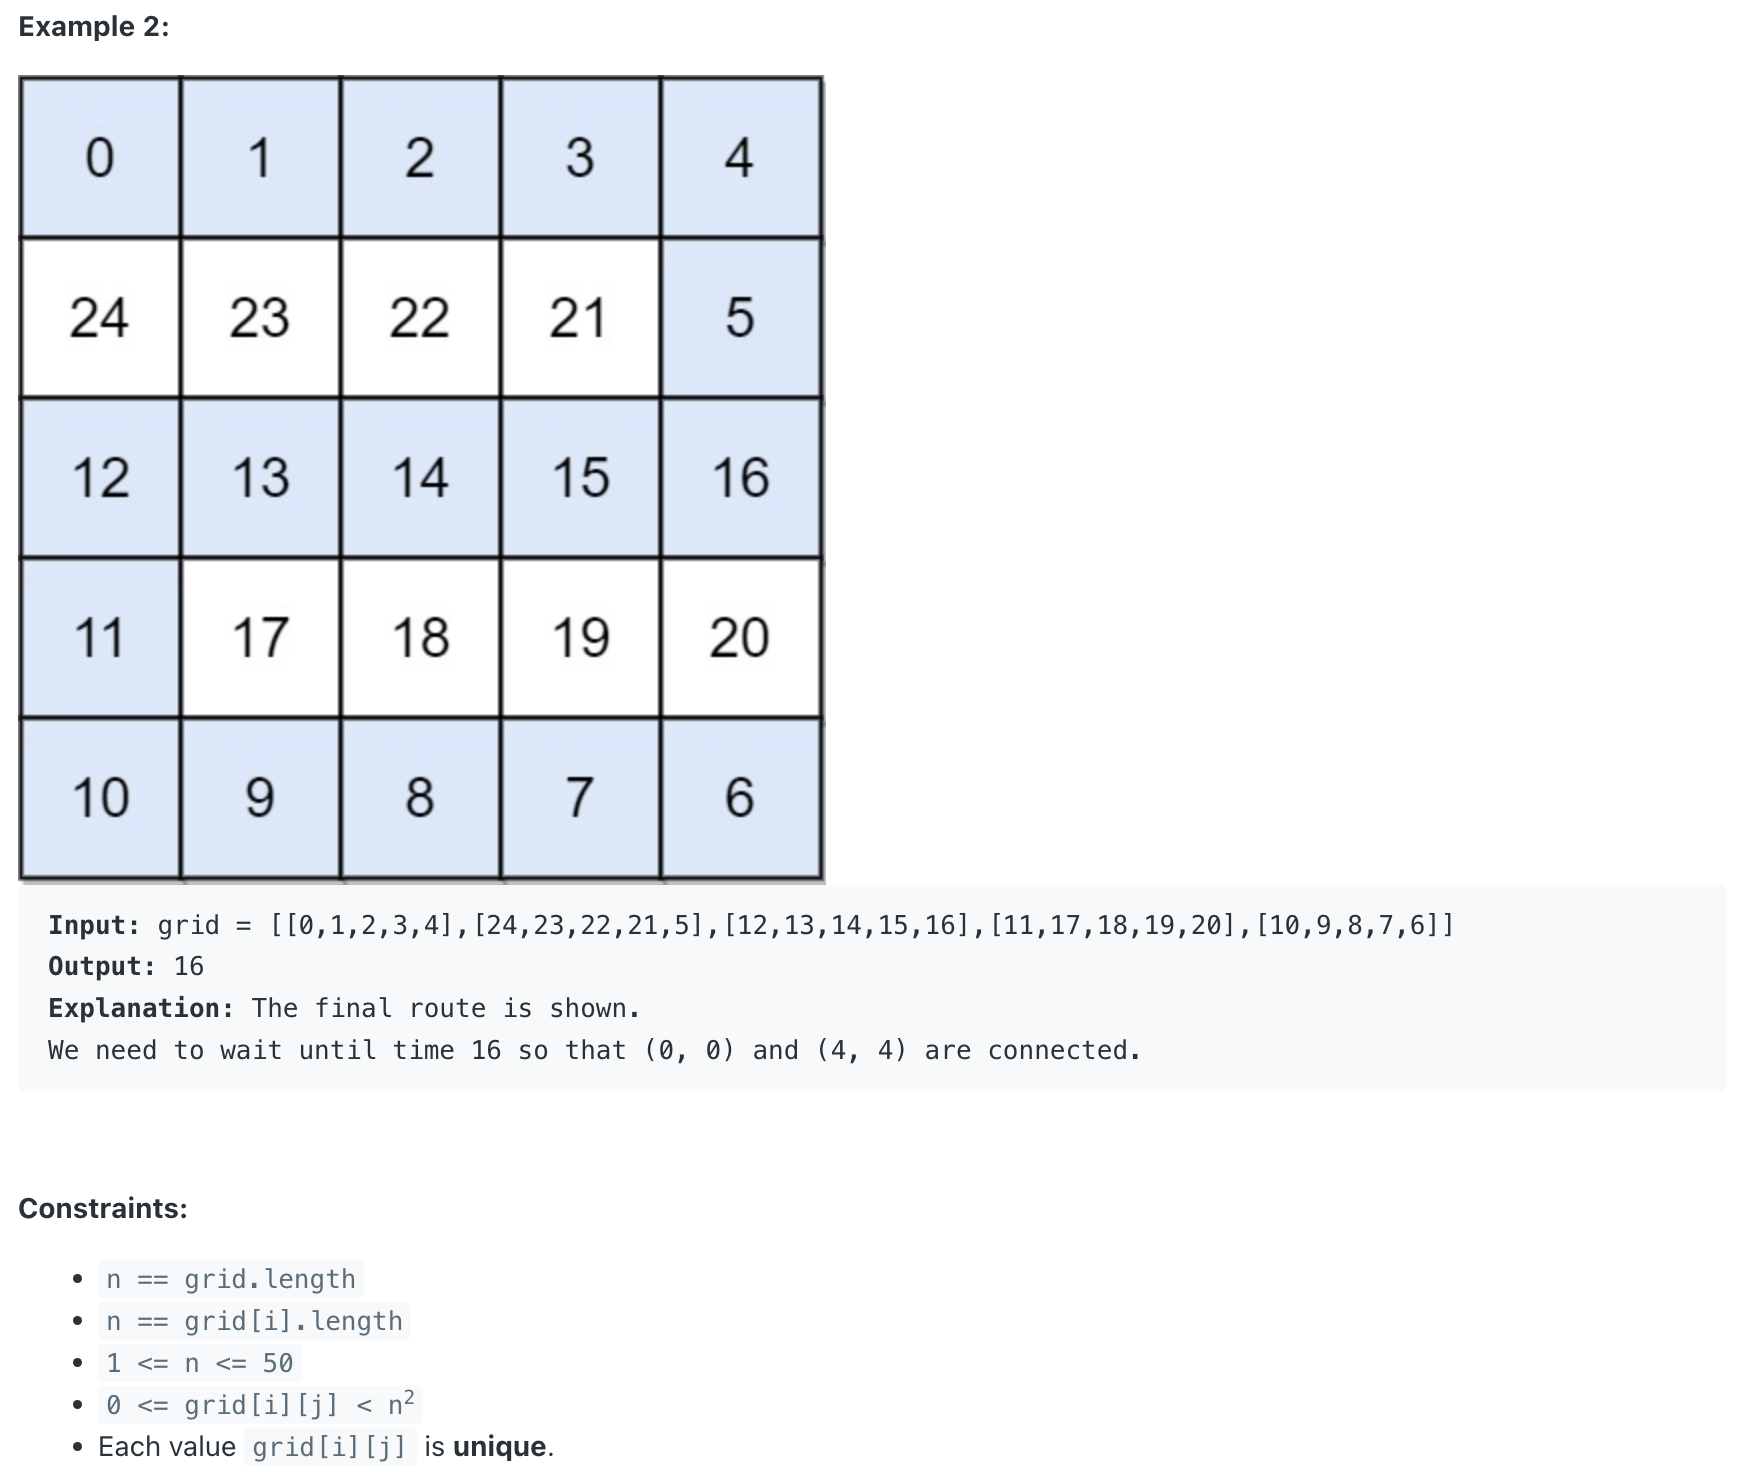 Example 2:
0 1 2 3 4
24 23 22 21 5
12 13 14 15 16
11 17 18 19 20
10 9 8 7 6
Input: grid = [[0,1,2,3,4],[24,23,22,21,5],[12,13,14,15,16],[11,17,18,19,20],[10,9,8,7,6]]
Output: 16
Explanation: The final route is shown.
We need to wait until time 16 so that (0, 0) and (4, 4) are connected.
Constraints:
• n == grid.length
• n == grid[i].length
• 1 <= n <= 50
• 0 <= grid[i][j] < n²
• Each value grid[i][j] is unique.